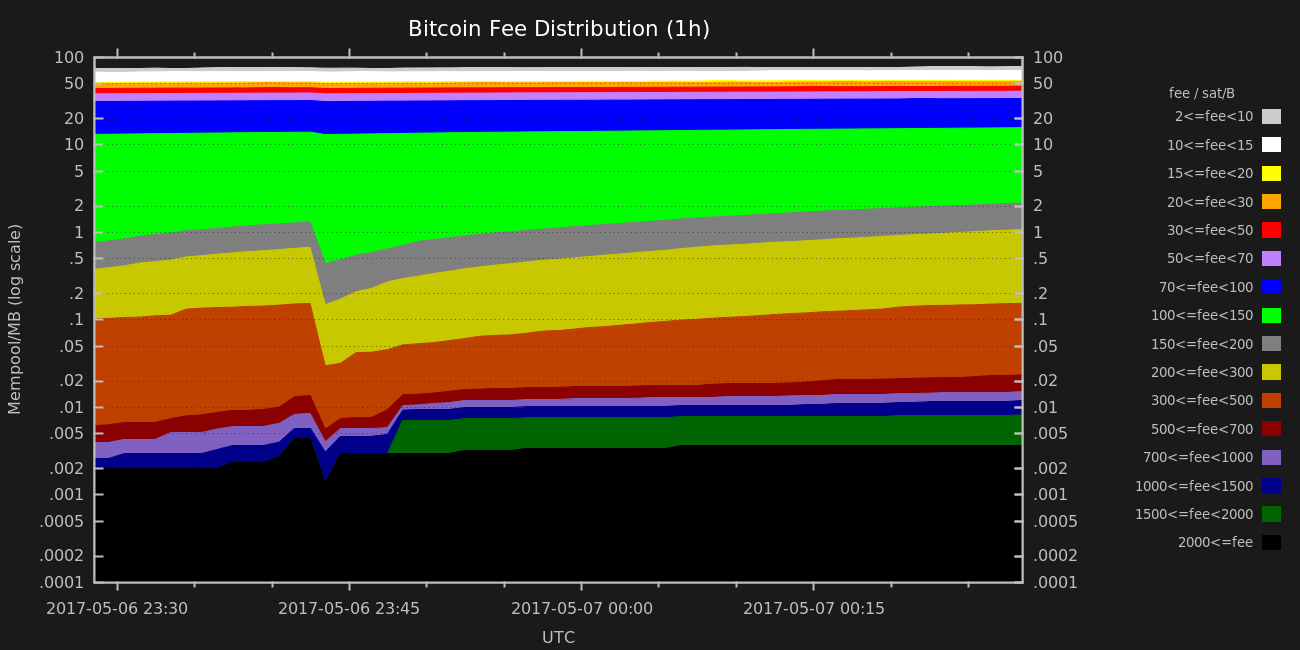 Bitcoin Fee Distribution (1h)
Mempool/MB (log scale)
100
50
20
10
5
2
1
.5
.2
.1
.05
.02
.01
.005
.002
.001
.0005
.0002
.0001
100
50
20
10
5
2
1
.5
.2
.1
.05
.02
.01
.005
.002
.001
.0005
.0002
.0001
2017-05-06 23:30
2017-05-06 23:45
2017-05-07 00:00
2017-05-07 00:15
UTC
fee / sat/B
2<=fee<10
10<=fee<15
15<=fee<20
20<=fee<30
30<=fee<50
50<=fee<70
70<=fee<100
100<=fee<150
150<=fee<200
200<=fee<300
300<=fee<500
500<=fee<700
700<=fee<1000
1000<=fee<1500
1500<=fee<2000
2000<=fee